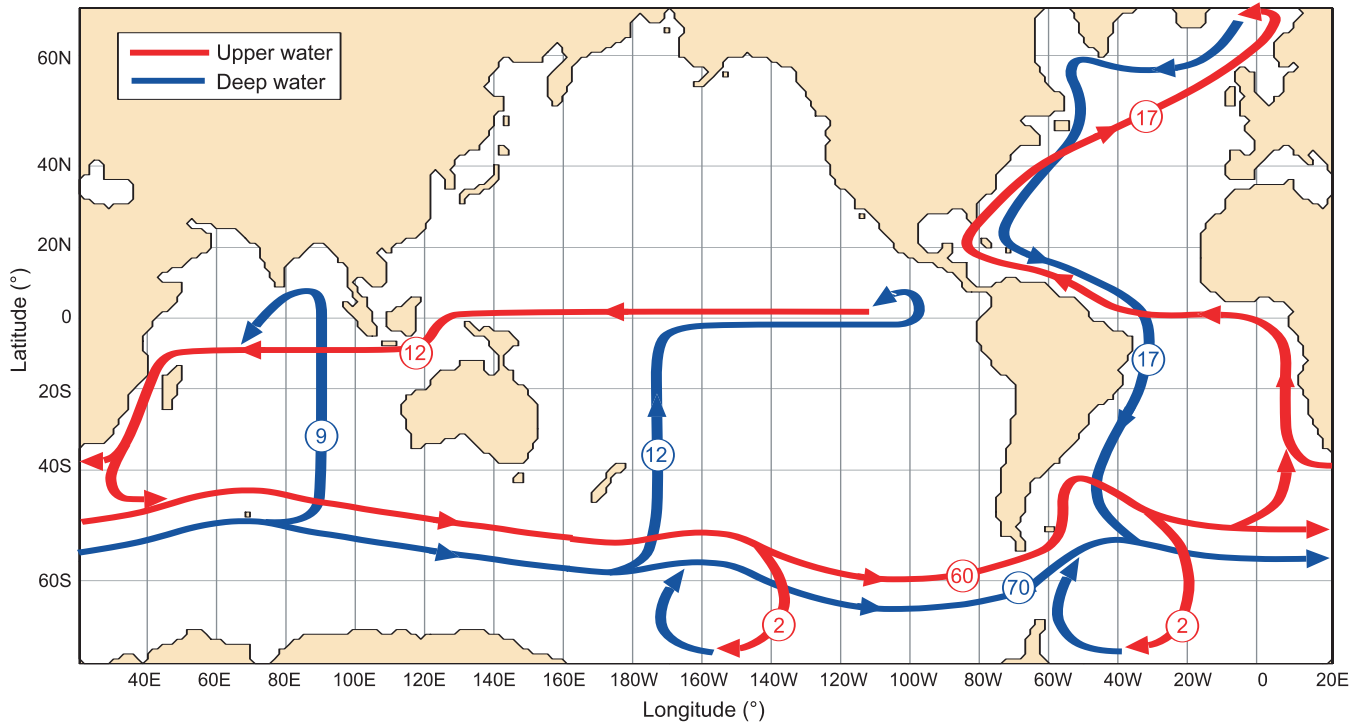 Upper water
Deep water
60N
40N
20N
0
20S
40S
60S
Latitude (°)
17
17
12
9
12
60
70
2
2
40E 60E 80E 100E 120E 140E 160E 180W 160W 140W 120W 100W 80W 60W 40W 20W 0 20E
Longitude (°)